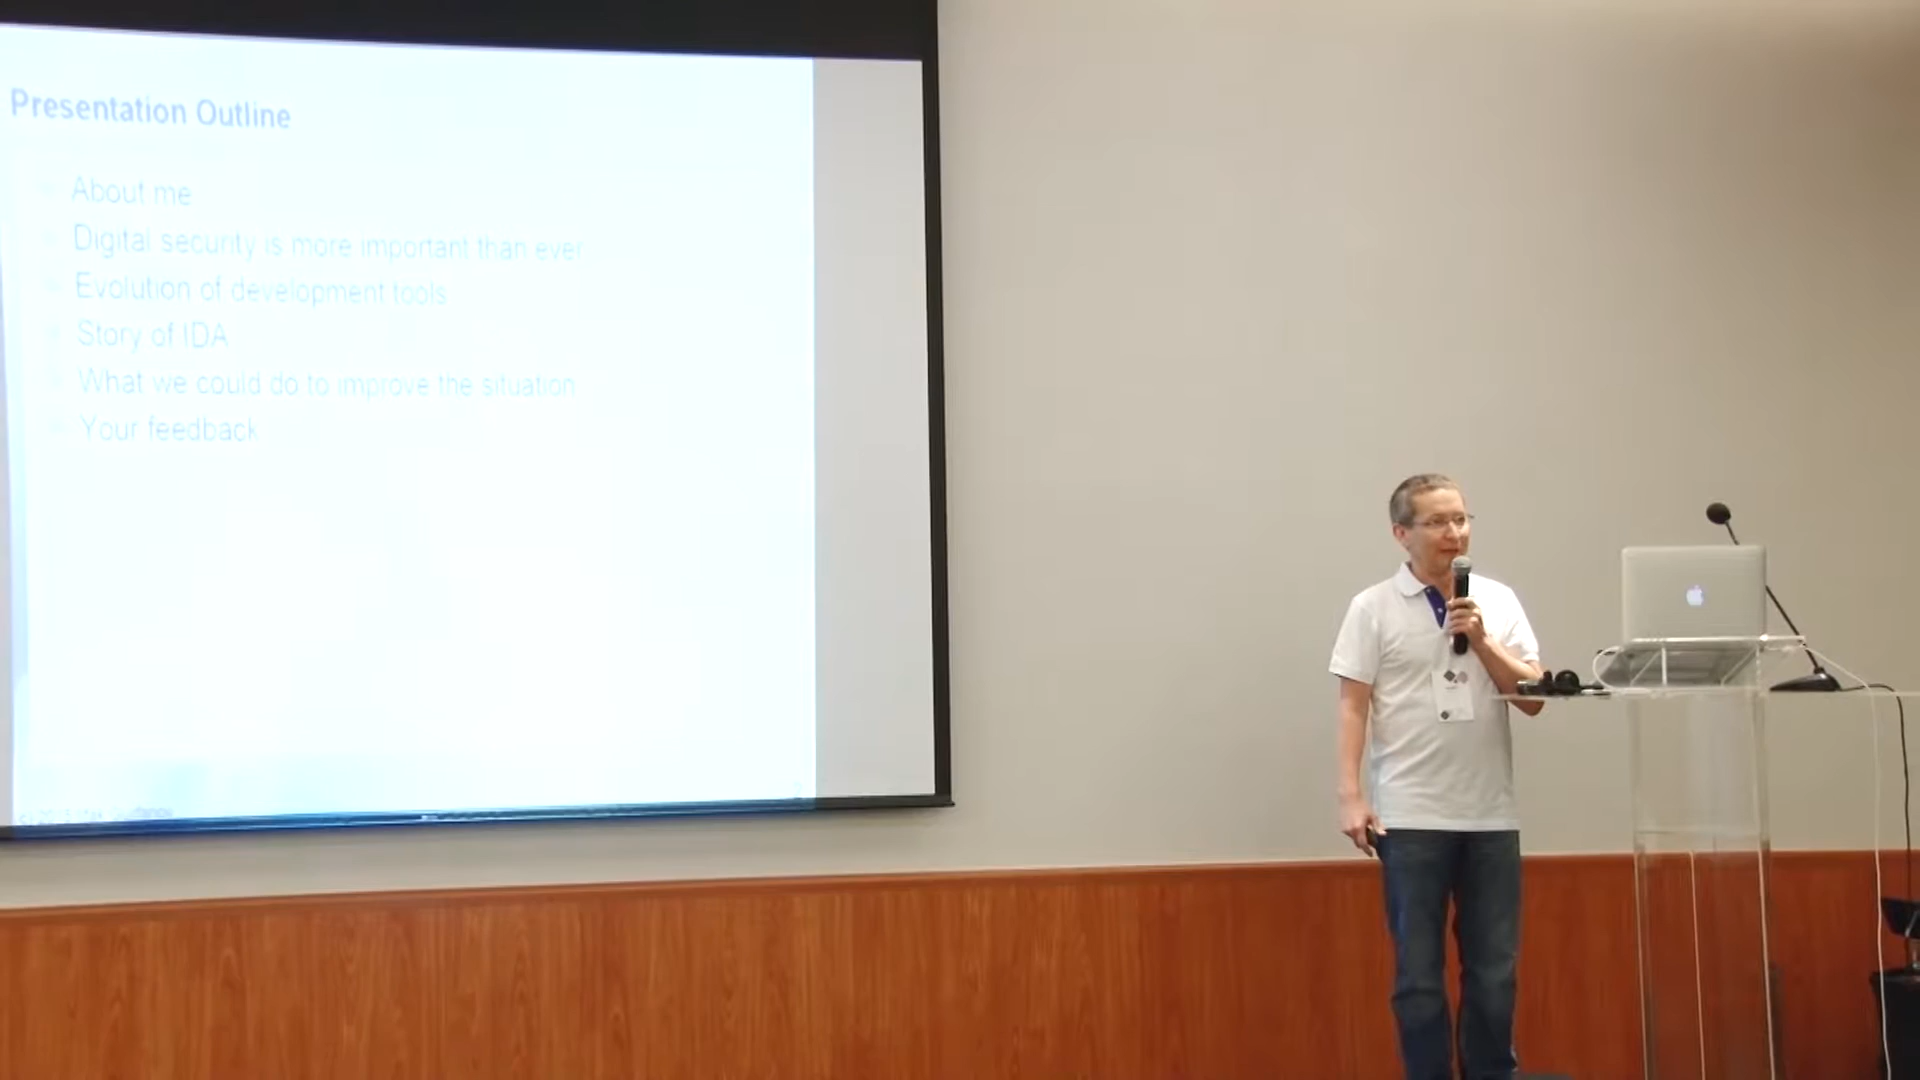 Presentation Outline
About me
Digital security is more important than ever
Evolution of development tools
Story of IDA
What we could do to improve the situation
Your feedback